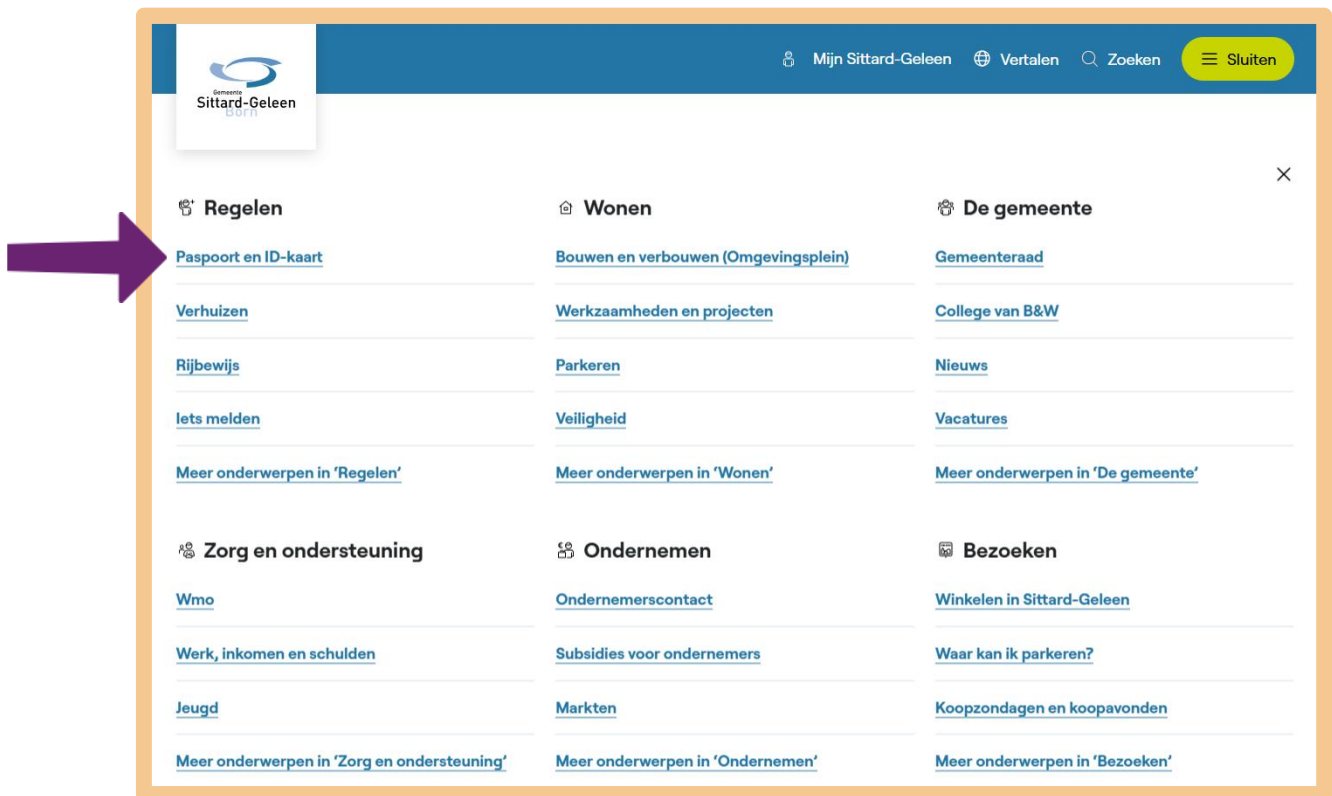 Gemeente
Sittard-Geleen
Born
Mijn Sittard-Geleen
Vertalen
Zoeken
Sluiten
Regelen
Paspoort en ID-kaart
Verhuizen
Rijbewijs
Iets melden
Meer onderwerpen in ‘Regelen’
Wonen
Bouwen en verbouwen (Omgevingsplein)
Werkzaamheden en projecten
Parkeren
Veiligheid
Meer onderwerpen in ‘Wonen’
De gemeente
Gemeenteraad
College van B&W
Nieuws
Vacatures
Meer onderwerpen in ‘De gemeente’
Zorg en ondersteuning
Wmo
Werk, inkomen en schulden
Jeugd
Meer onderwerpen in ‘Zorg en ondersteuning’
Ondernemen
Ondernemerscontact
Subsidies voor ondernemers
Markten
Meer onderwerpen in ‘Ondernemen’
Bezoeken
Winkelen in Sittard-Geleen
Waar kan ik parkeren?
Koopzondagen en koopavonden
Meer onderwerpen in ‘Bezoeken’